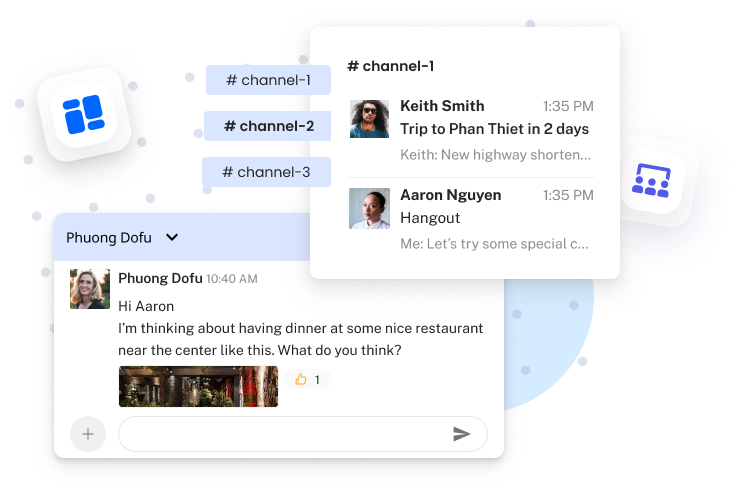 # channel-1
# channel-2
# channel-3
# channel-1
Keith Smith 1:35 PM
Trip to Phan Thiet in 2 days
Keith: New highway shorten...
Aaron Nguyen 1:35 PM
Hangout
Me: Let's try some special c...
Phuong Dofu
Phuong Dofu 10:40 AM
Hi Aaron
I'm thinking about having dinner at some nice restaurant
near the center like this. What do you think?
1